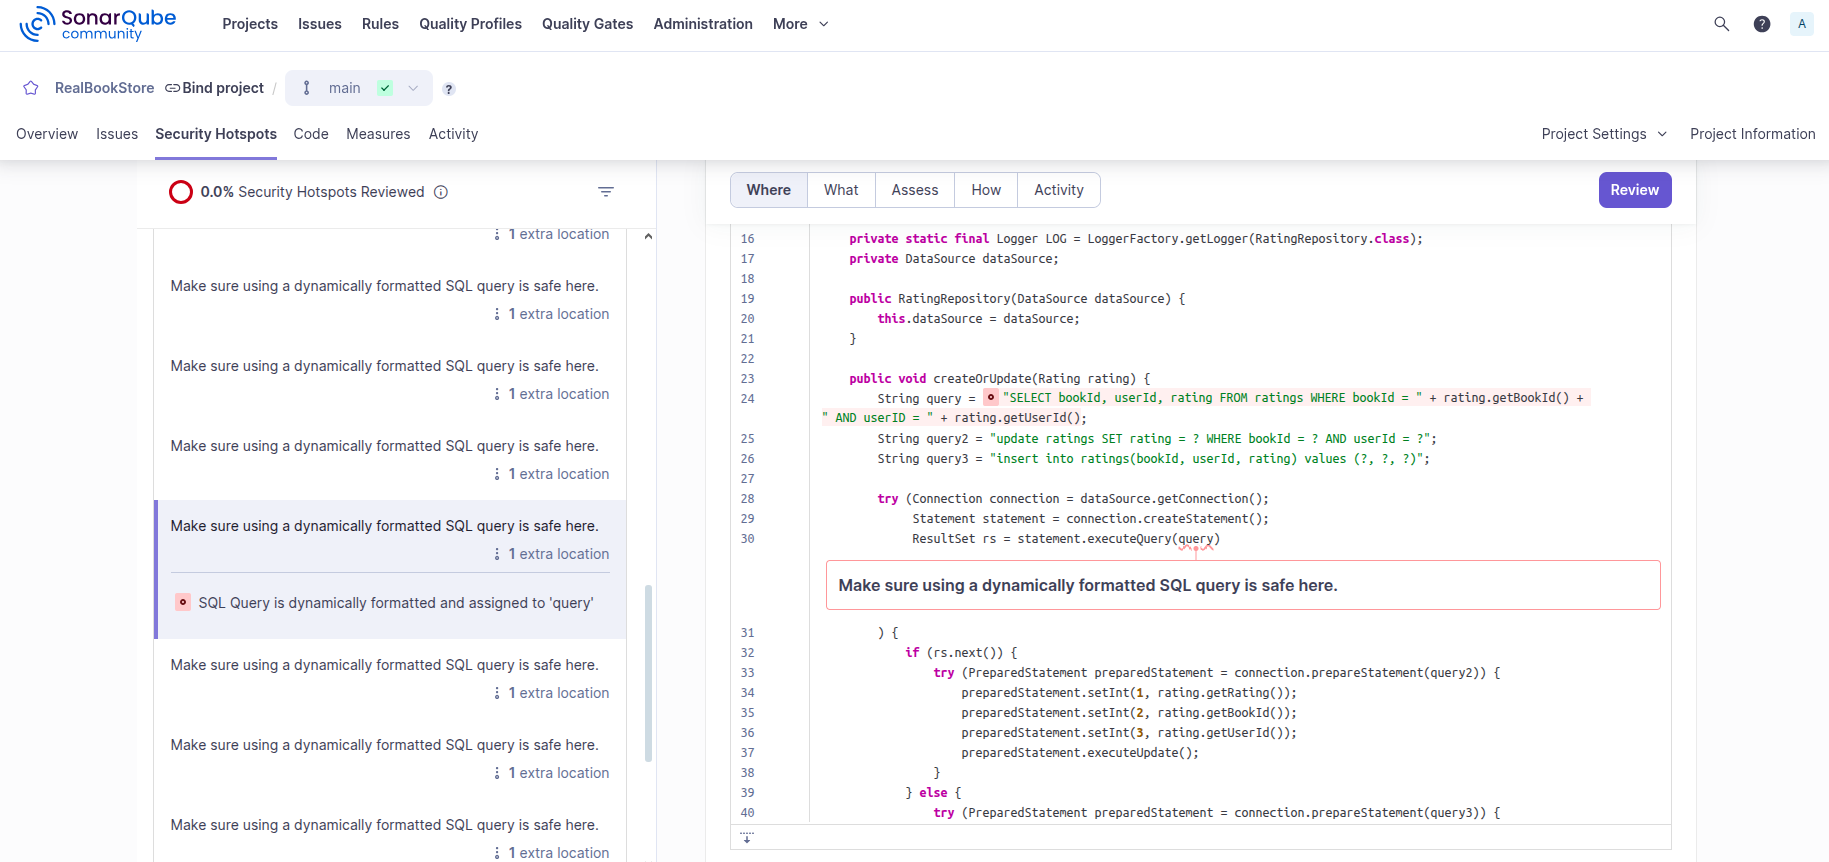 SonarQube
community
Projects Issues Rules Quality Profiles Quality Gates Administration More
? A
RealBookStore Bind project / main ?
Overview Issues Security Hotspots Code Measures Activity
Project Settings Project Information
0.0% Security Hotspots Reviewed
1 extra location
Make sure using a dynamically formatted SQL query is safe here.
1 extra location
Make sure using a dynamically formatted SQL query is safe here.
1 extra location
Make sure using a dynamically formatted SQL query is safe here.
1 extra location
Make sure using a dynamically formatted SQL query is safe here.
1 extra location
SQL Query is dynamically formatted and assigned to 'query'
Make sure using a dynamically formatted SQL query is safe here.
1 extra location
Make sure using a dynamically formatted SQL query is safe here.
1 extra location
Make sure using a dynamically formatted SQL query is safe here.
1 extra location
Where What Assess How Activity
Review
16 private static final Logger LOG = LoggerFactory.getLogger(RatingRepository.class);
17 private DataSource dataSource;
18
19 public RatingRepository(DataSource dataSource) {
20 this.dataSource = dataSource;
21 }
22
23 public void createOrUpdate(Rating rating) {
24 String query = "SELECT bookId, userId, rating FROM ratings WHERE bookId = " + rating.getBookId() +
" AND userID = " + rating.getUserId();
25 String query2 = "update ratings SET rating = ? WHERE bookId = ? AND userId = ?";
26 String query3 = "insert into ratings(bookId, userId, rating) values (?, ?, ?)";
27
28 try (Connection connection = dataSource.getConnection();
29 Statement statement = connection.createStatement();
30 ResultSet rs = statement.executeQuery(query)
Make sure using a dynamically formatted SQL query is safe here.
31 ) {
32 if (rs.next()) {
33 try (PreparedStatement preparedStatement = connection.prepareStatement(query2)) {
34 preparedStatement.setInt(1, rating.getRating());
35 preparedStatement.setInt(2, rating.getBookId());
36 preparedStatement.setInt(3, rating.getUserId());
37 preparedStatement.executeUpdate();
38 }
39 } else {
40 try (PreparedStatement preparedStatement = connection.prepareStatement(query3)) {